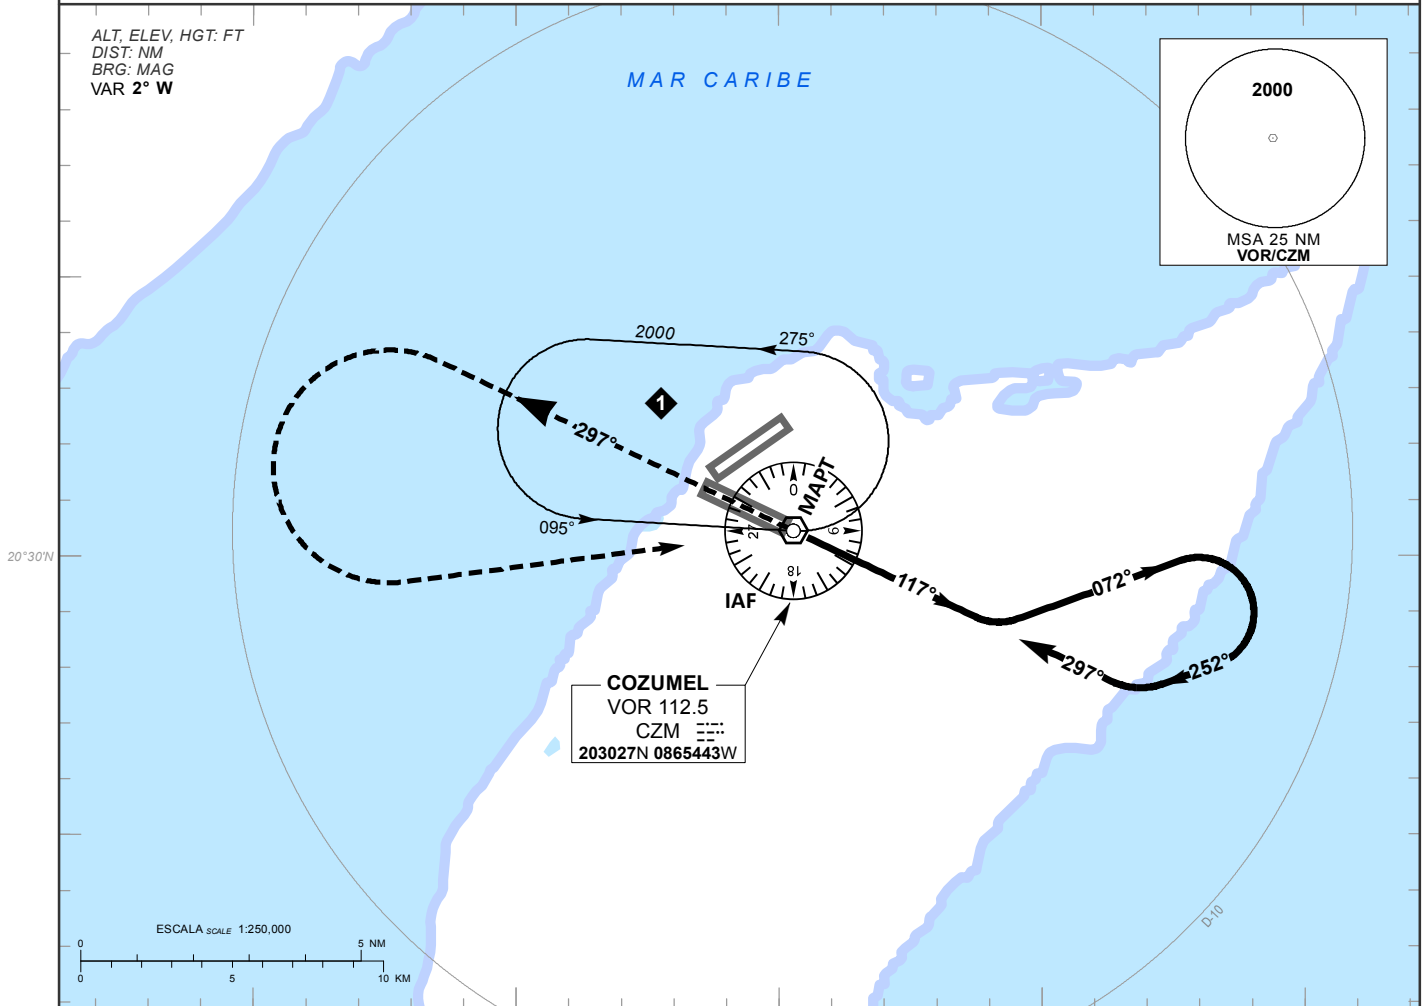 ALT, ELEV, HGT: FT
DIST: NM
BRG: MAG
VAR 2° W
MAR CARIBE
2000
MSA 25 NM
VOR/CZM
2000
275°
1
297°
MAPT
0
9
18
27
095°
IAF
117°
072°
252°
297°
20°30'N
COZUMEL
VOR 112.5
CZM
203027N 0865443W
D-10
ESCALA SCALE 1:250,000
0 5 NM
0 5 10 KM